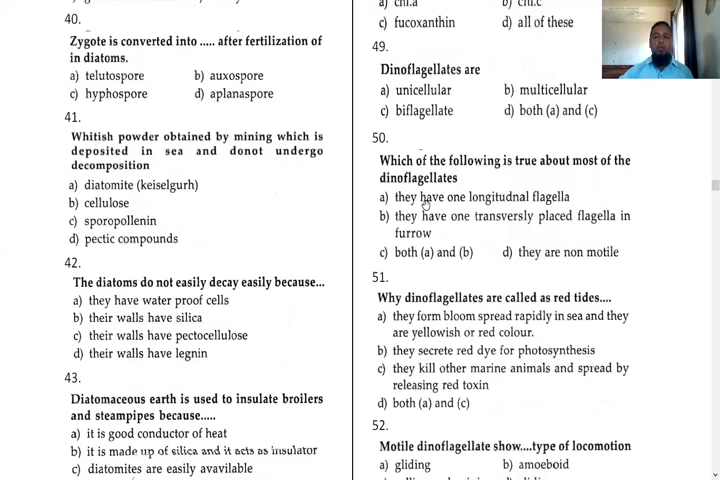 40.
Zygote is converted into ..... after fertilization of
in diatoms.
a) telutospore b) auxospore
c) hyphospore d) aplanaspore
41.
Whitish powder obtained by mining which is
deposited in sea and donot undergo
decomposition
a) diatomite (keiselgurh)
b) cellulose
c) sporopollenin
d) pectic compounds
42.
The diatoms do not easily decay easily because...
a) they have water proof cells
b) their walls have silica
c) their walls have pectocellulose
d) their walls have legnin
43.
Diatomaceous earth is used to insulate broilers
and steampipes because.....
a) it is good conductor of heat
b) it is made up of silica and it acts as insulator
c) diatomites are easily avavilable
a) chl.a b) chl.c
c) fucoxanthin d) all of these
49.
Dinoflagellates are
a) unicellular b) multicellular
c) biflagellate d) both (a) and (c)
50.
Which of the following is true about most of the
dinoflagellates
a) they have one longitudnal flagella
b) they have one transversly placed flagella in
furrow
c) both (a) and (b) d) they are non motile
51.
Why dinoflagellates are called as red tides....
a) they form bloom spread rapidly in sea and they
are yellowish or red colour.
b) they secrete red dye for photosynthesis
c) they kill other marine animals and spread by
releasing red toxin
d) both (a) and (c)
52.
Motile dinoflagellate show....type of locomotion
a) gliding b) amoeboid